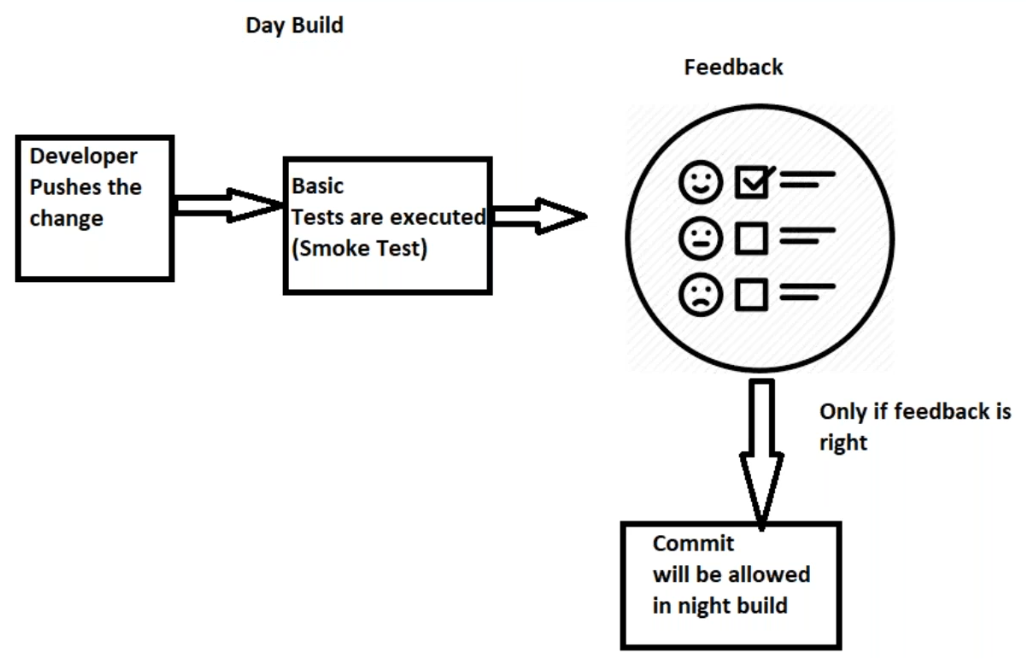 Day Build
Feedback
Developer
Pushes the
change
Basic
Tests are executed
(Smoke Test)
Only if feedback is
right
Commit
will be allowed
in night build